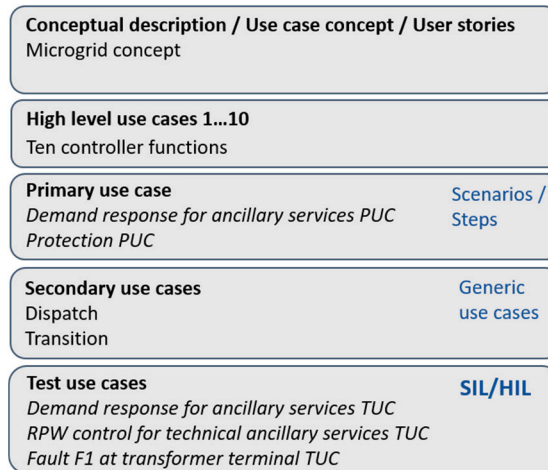 Conceptual description / Use case concept / User stories
Microgrid concept
High level use cases 1...10
Ten controller functions
Primary use case
Demand response for ancillary services PUC
Protection PUC
Scenarios /
Steps
Secondary use cases
Dispatch
Transition
Generic
use cases
Test use cases
Demand response for ancillary services TUC
RPW control for technical ancillary services TUC
Fault F1 at transformer terminal TUC
SIL/HIL